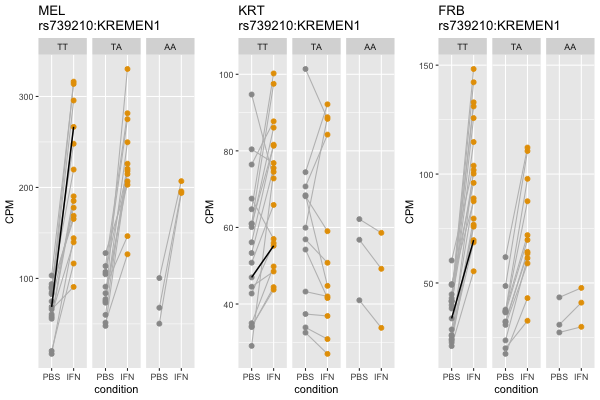 MEL
rs739210:KREMEN1
TT TA AA
300
200
100
CPM
PBS IFN PBS IFN PBS IFN
condition
KRT
rs739210:KREMEN1
TT TA AA
100
80
60
40
CPM
PBS IFN PBS IFN PBS IFN
condition
FRB
rs739210:KREMEN1
TT TA AA
150
100
50
CPM
PBS IFN PBS IFN PBS IFN
condition